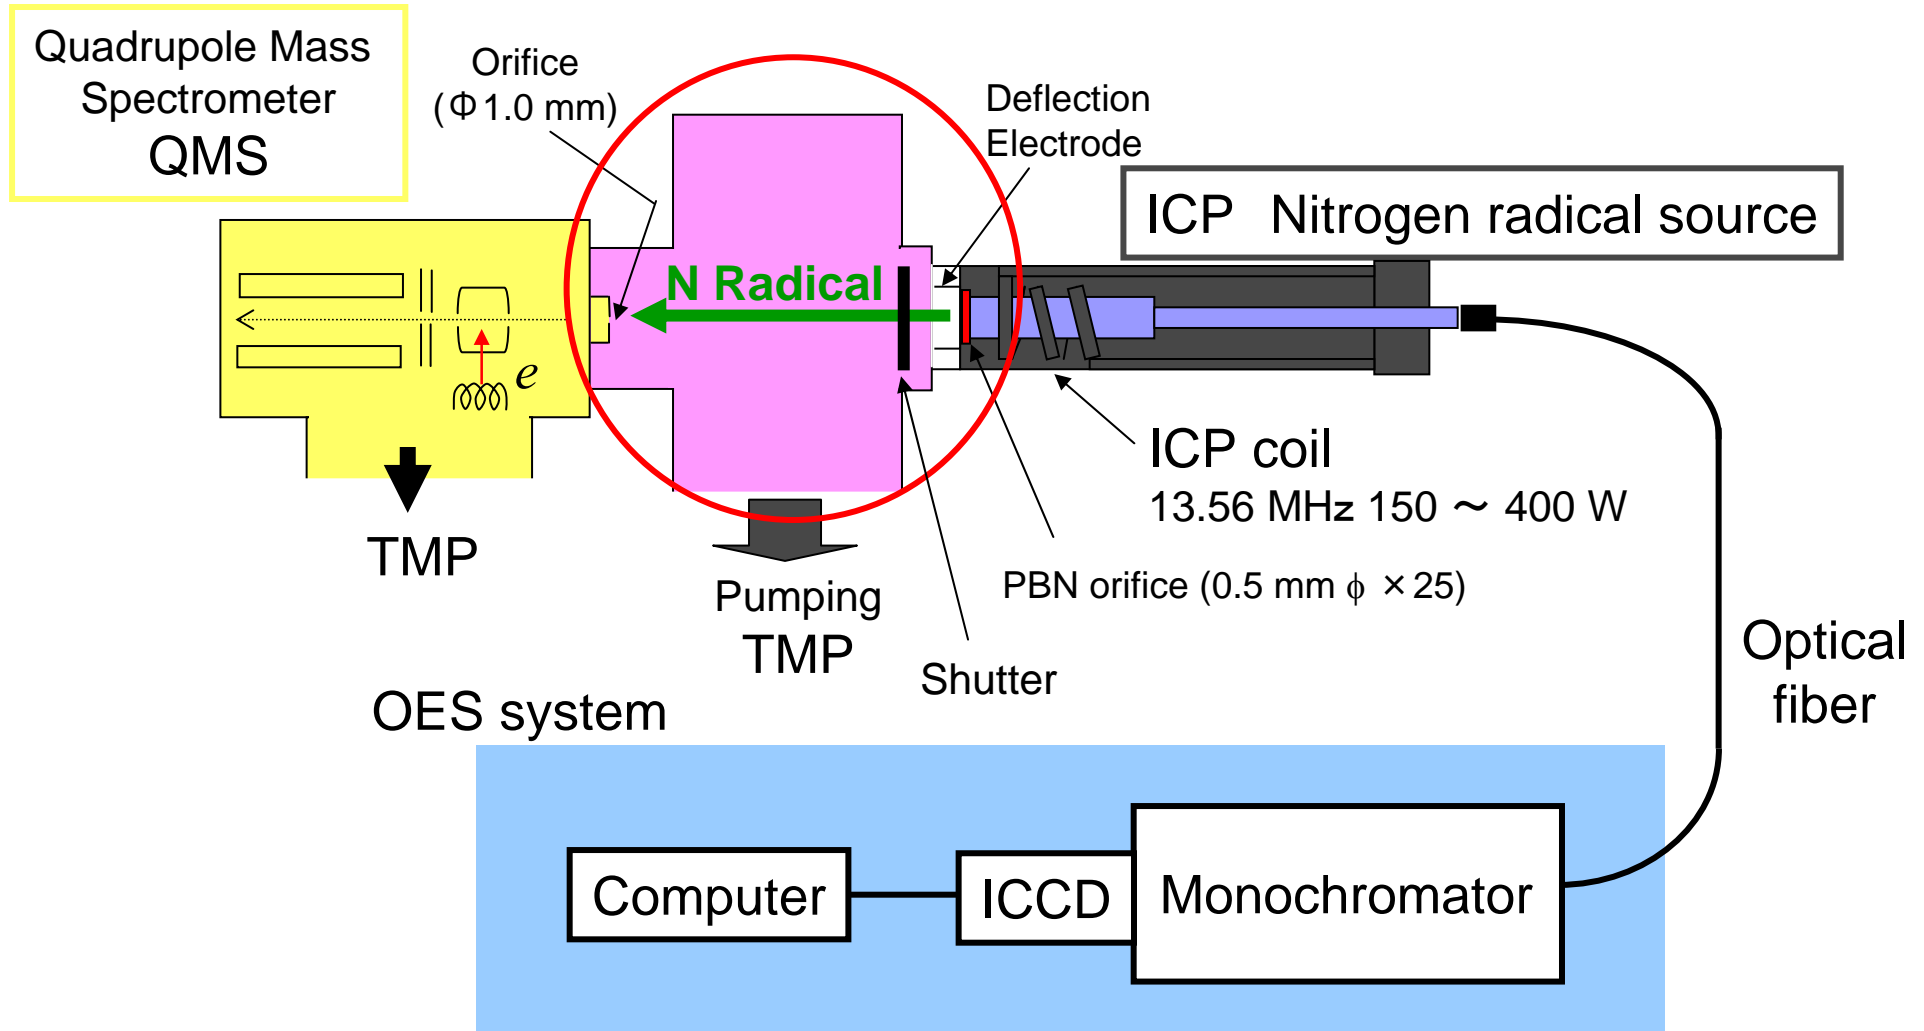 Quadrupole Mass
Spectrometer
QMS
Orifice
(Φ1.0 mm)
Deflection
Electrode
ICP Nitrogen radical source
N Radical
e
ICP coil
13.56 MHz 150 ～ 400 W
TMP
PBN orifice (0.5 mm ϕ ×25)
Pumping
TMP
Shutter
Optical
fiber
OES system
Computer
ICCD
Monochromator